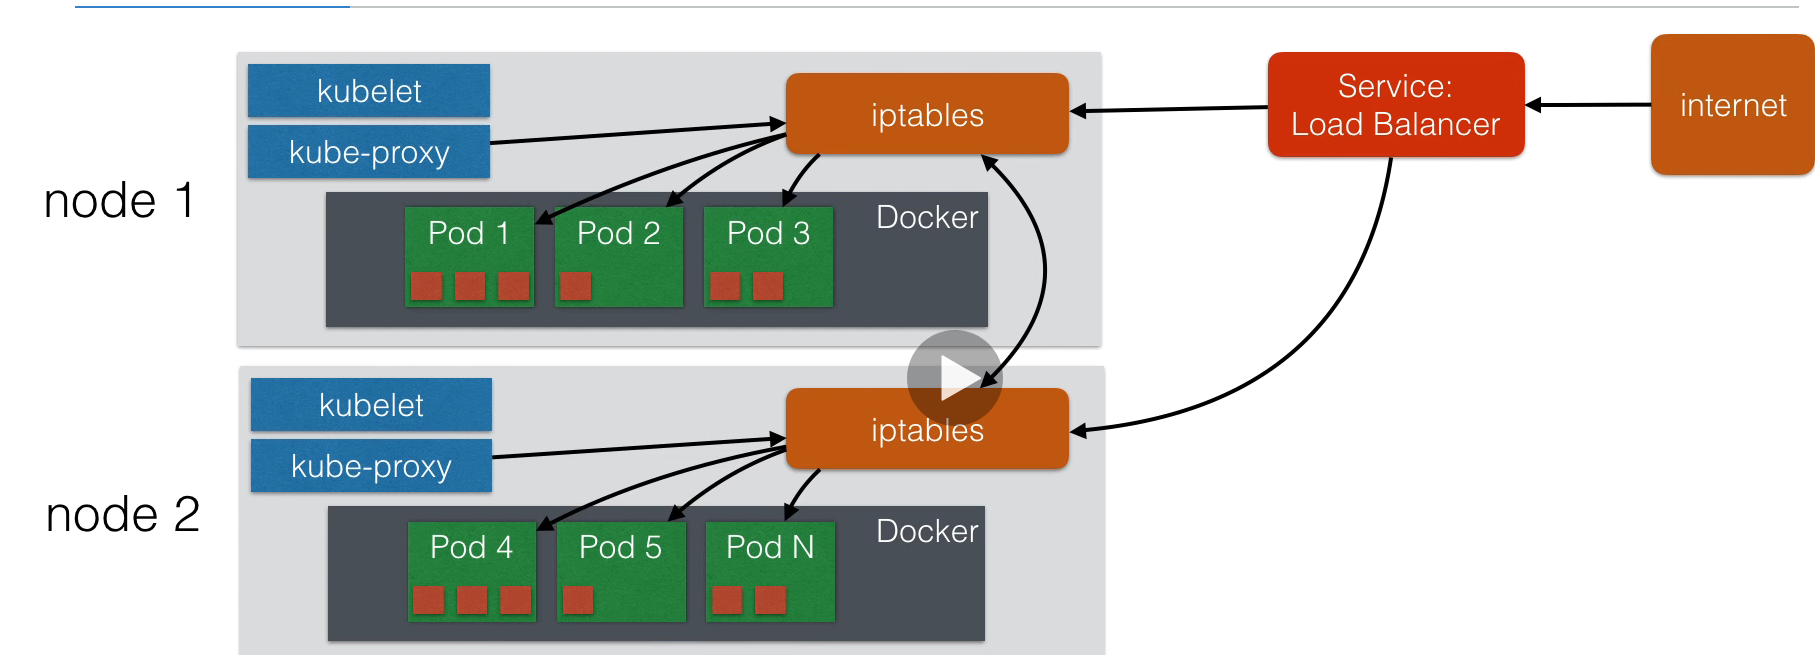 node 1
kubelet
kube-proxy
iptables
Docker
Pod 1
Pod 2
Pod 3
Service:
Load Balancer
internet
node 2
kubelet
kube-proxy
iptables
Docker
Pod 4
Pod 5
Pod N